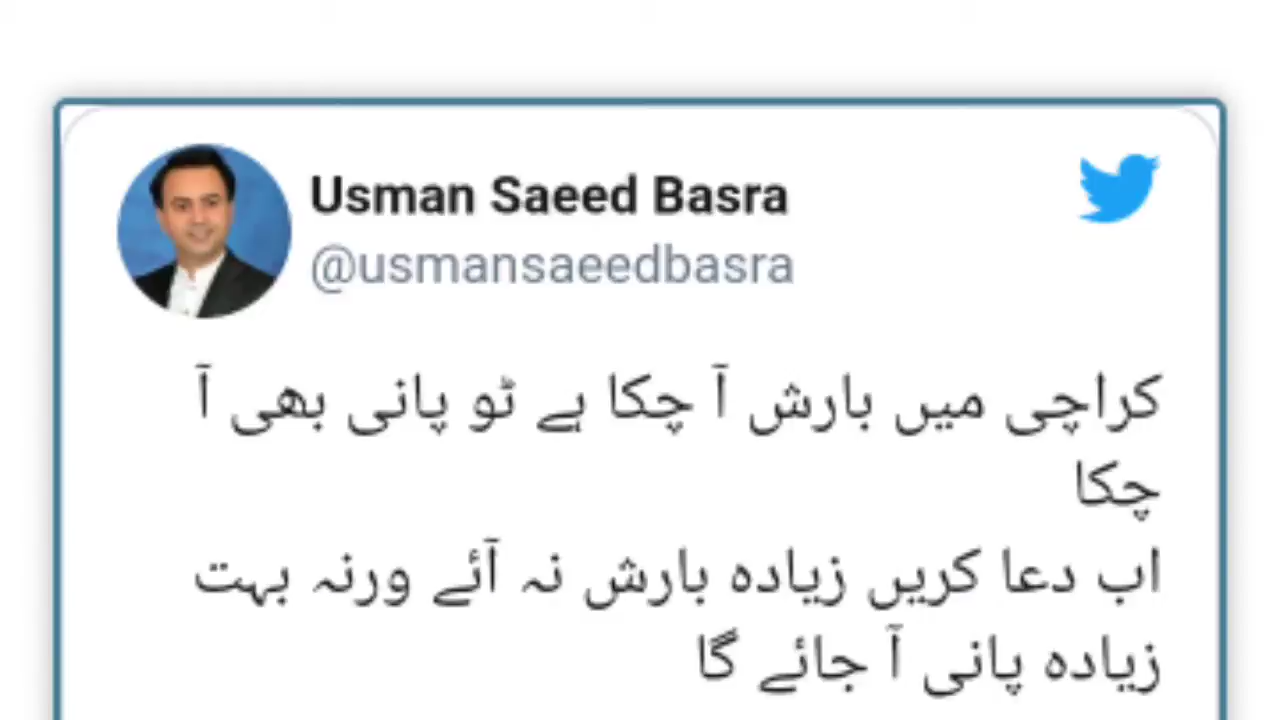 Usman Saeed Basra
@usmansaeedbasra
کراچی میں بارش آ چکا ہے ٹو پانی بھی آ
چکا
اب دعا کریں زیادہ بارش نہ آئے ورنہ بہت
زیادہ پانی آ جائے گا